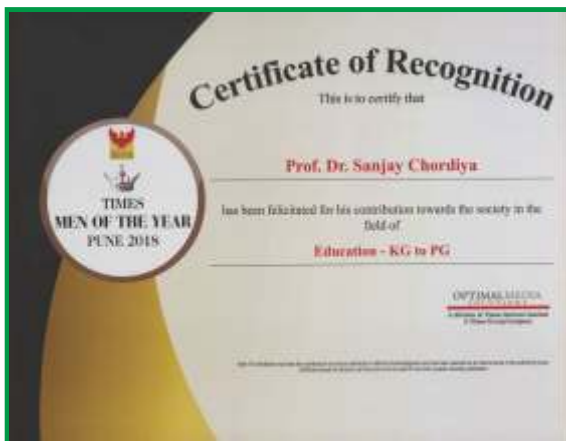 Certificate of Recognition
This is to certify that
Prof. Dr. Sanjay Chordiya
TIMES
MEN OF THE YEAR
PUNE 2018
has been felicitated for his contribution towards the society in the
field of
Education - KG to PG
OPTIMAL MEDIA
SOLUTIONS